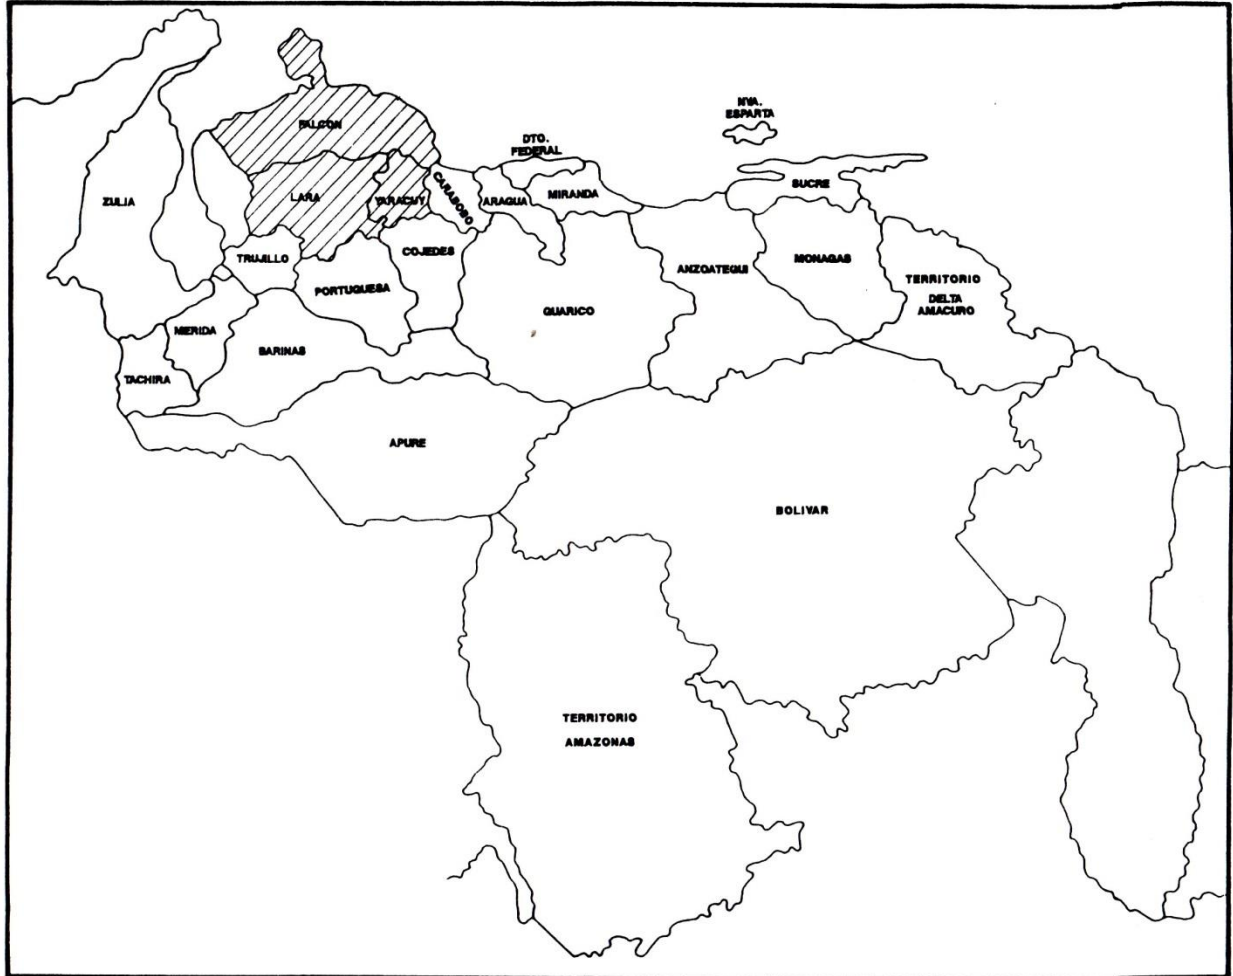 NVA.
ESPARTA
DTO.
FEDERAL
FALCON
LARA
YARACUY
CARABOBO
ARAGUA
MIRANDA
SUCRE
ZULIA
TRUJILLO
COJEDES
PORTUGUESA
GUARICO
ANZOATEGUI
MONAGAS
TERRITORIO
DELTA
AMACURO
MERIDA
BARINAS
TACHIRA
APURE
BOLIVAR
TERRITORIO
AMAZONAS